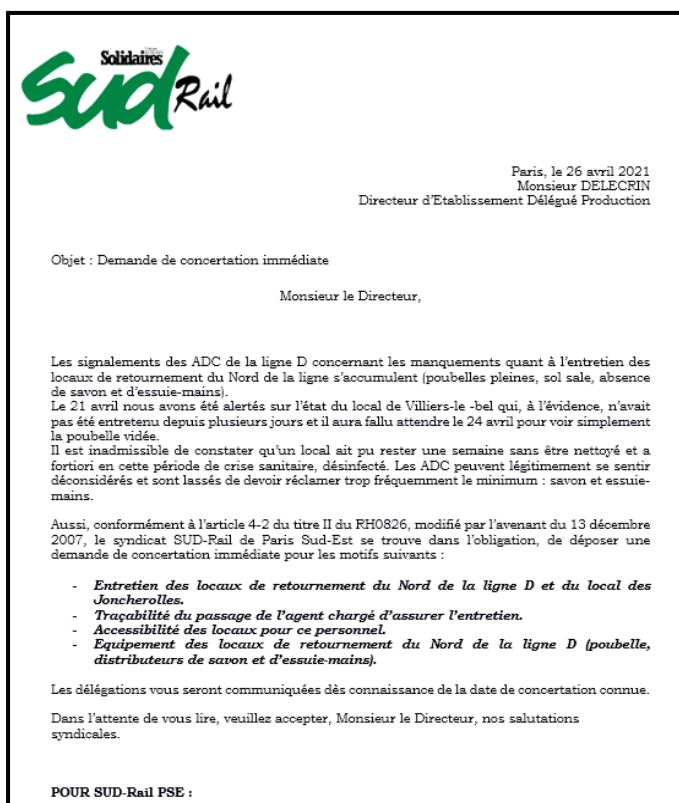 Solidaires
Sud Rail
Paris, le 26 avril 2021
Monsieur DELECRIN
Directeur d'Etablissement Délégué Production
Objet : Demande de concertation immédiate
Monsieur le Directeur,
Les signalements des ADC de la ligne D concernant les manquements quant à l'entretien des
locaux de retournement du Nord de la ligne s'accumulent (poubelles pleines, sol sale, absence
de savon et d'essuie-mains).
Le 21 avril nous avons été alertés sur l'état du local de Villiers-le -bel qui, à l'évidence, n'avait
pas été entretenu depuis plusieurs jours et il aura fallu attendre le 24 avril pour voir simplement
la poubelle vidée.
Il est inadmissible de constater qu'un local ait pu rester une semaine sans être nettoyé et a
fortiori en cette période de crise sanitaire, désinfecté. Les ADC peuvent légitimement se sentir
déconsidérés et sont lassés de devoir réclamer trop fréquemment le minimum : savon et essuie-
mains.
Aussi, conformément à l'article 4-2 du titre II du RH0826, modifié par l'avenant du 13 décembre
2007, le syndicat SUD-Rail de Paris Sud-Est se trouve dans l'obligation, de déposer une
demande de concertation immédiate pour les motifs suivants :
- Entretien des locaux de retournement du Nord de la ligne D et du local des
Joncherolles.
- Traçabilité du passage de l'agent chargé d'assurer l'entretien.
- Accessibilité des locaux pour ce personnel.
- Equipement des locaux de retournement du Nord de la ligne D (poubelle,
distributeurs de savon et d'essuie-mains).
Les délégations vous seront communiquées dès connaissance de la date de concertation connue.
Dans l'attente de vous lire, veuillez accepter, Monsieur le Directeur, nos salutations
syndicales.
POUR SUD-Rail PSE :